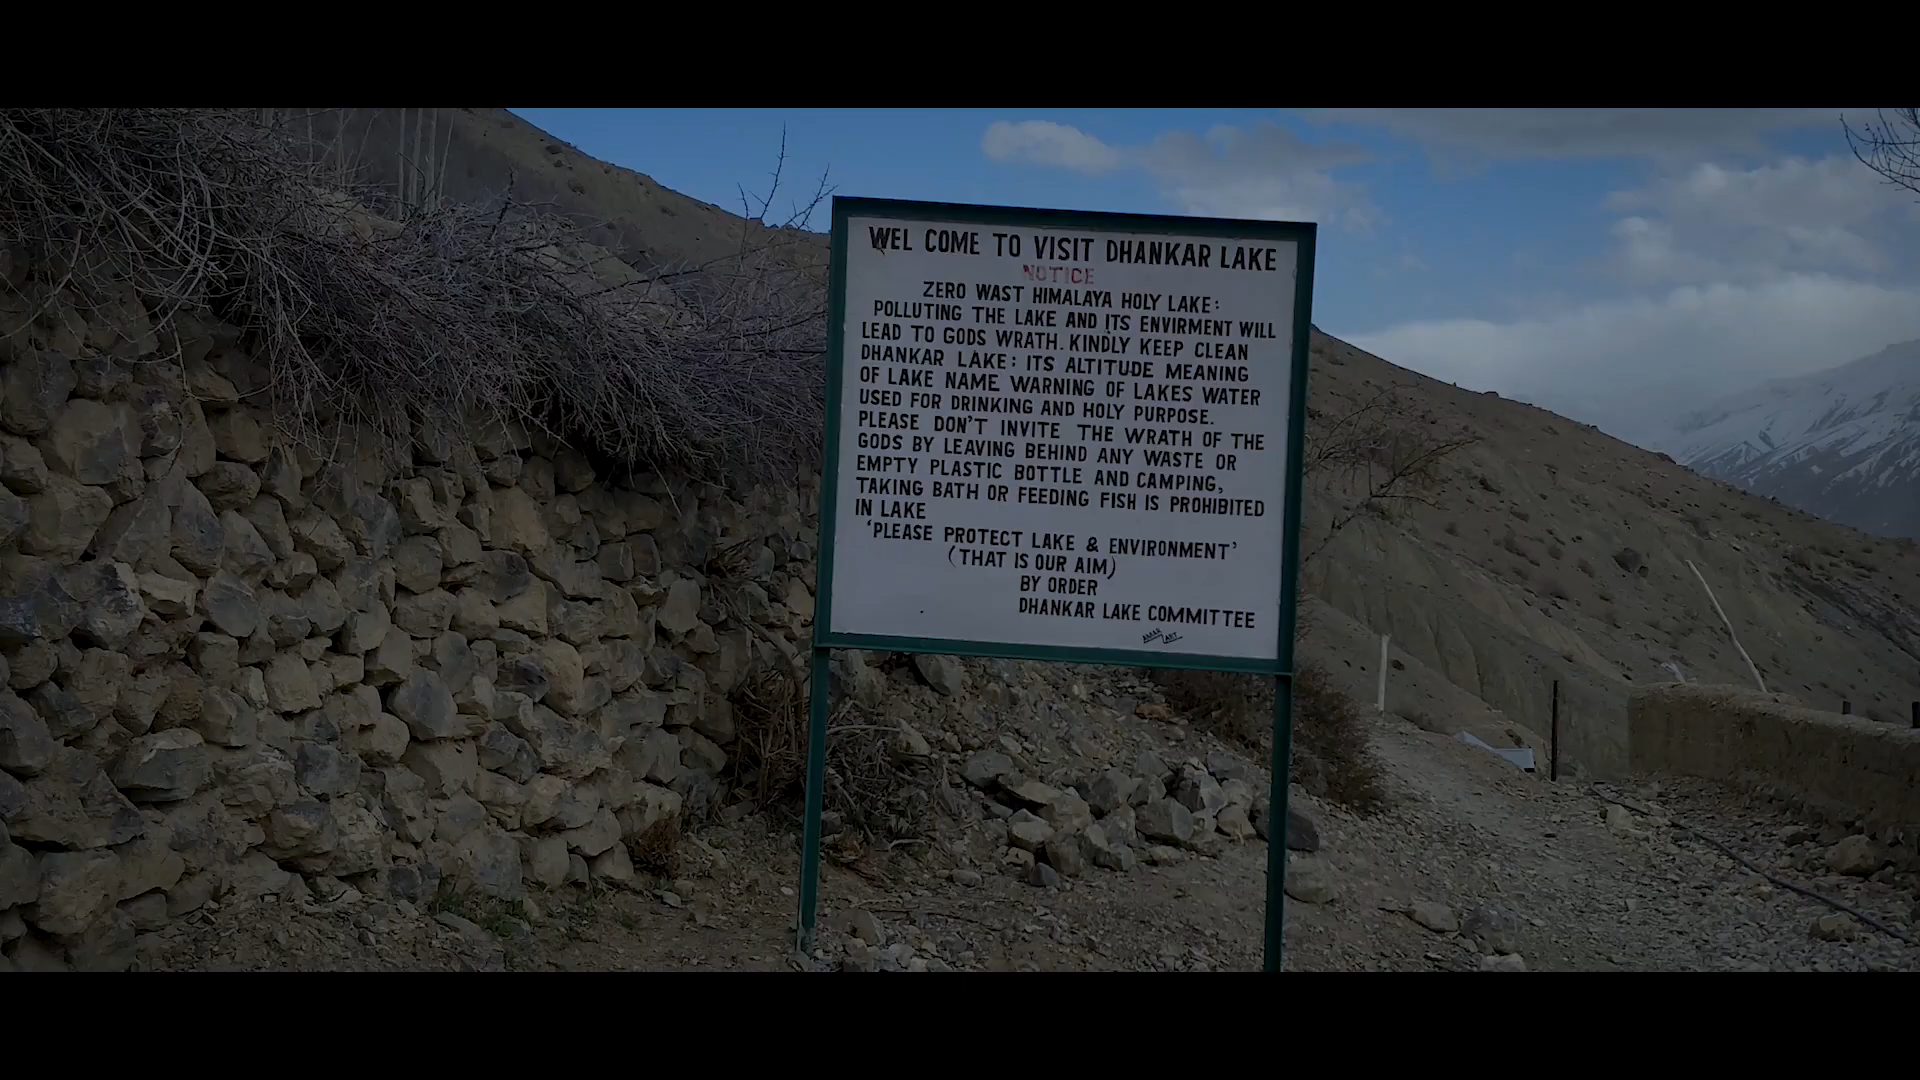 WEL COME TO VISIT DHANKAR LAKE
NOTICE
ZERO WAST HIMALAYA HOLY LAKE:
POLLUTING THE LAKE AND ITS ENVIRMENT WILL
LEAD TO GODS WRATH. KINDLY KEEP CLEAN
DHANKAR LAKE: ITS ALTITUDE MEANING
OF LAKE NAME WARNING OF LAKES WATER
USED FOR DRINKING AND HOLY PURPOSE.
PLEASE DON'T INVITE THE WRATH OF THE
GODS BY LEAVING BEHIND ANY WASTE OR
EMPTY PLASTIC BOTTLE AND CAMPING,
TAKING BATH OR FEEDING FISH IS PROHIBITED
IN LAKE
'PLEASE PROTECT LAKE & ENVIRONMENT'
(THAT IS OUR AIM)
BY ORDER
DHANKAR LAKE COMMITTEE
AMAR ART